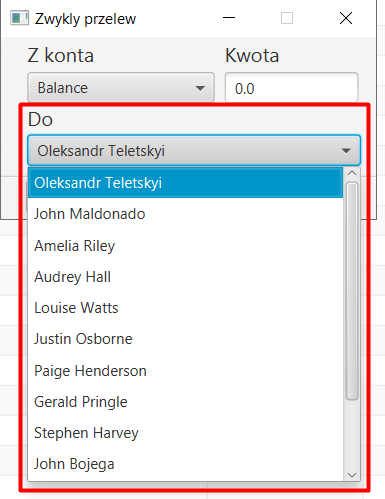 Zwykly przelew
Z konta Kwota
Balance 0.0
Do
Oleksandr Teletskyi
Oleksandr Teletskyi
John Maldonado
Amelia Riley
Audrey Hall
Louise Watts
Justin Osborne
Paige Henderson
Gerald Pringle
Stephen Harvey
John Bojega